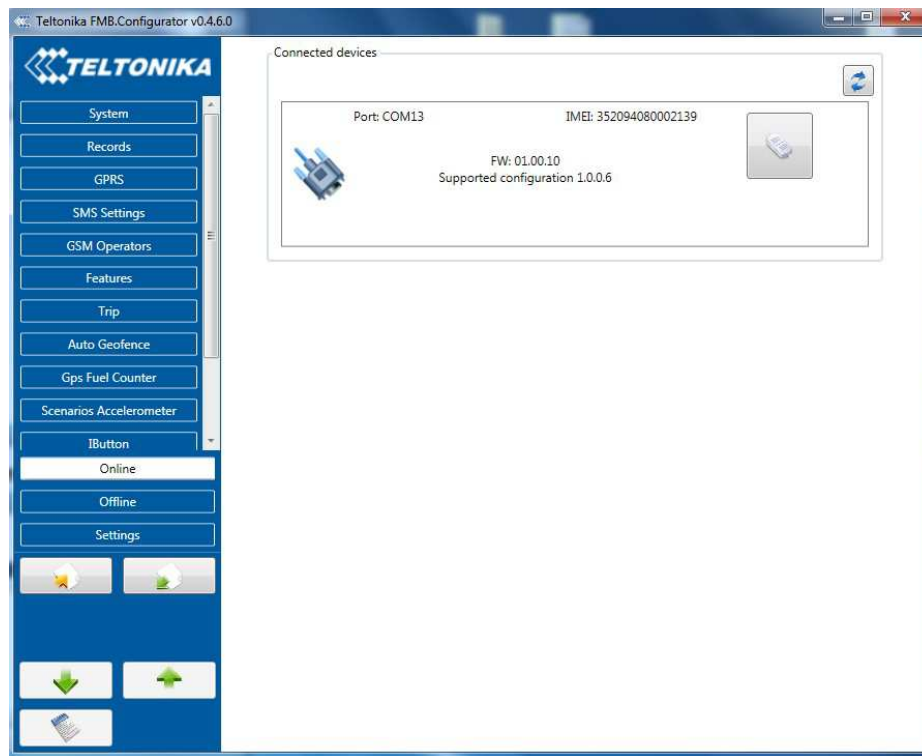 Teltonika FMB.Configurator v0.4.6.0
TELTONIKA
System
Records
GPRS
SMS Settings
GSM Operators
Features
Trip
Auto Geofence
Gps Fuel Counter
Scenarios Accelerometer
IButton
Online
Offline
Settings
Connected devices
Port: COM13 IMEI: 352094080002139
FW: 01.00.10
Supported configuration 1.0.0.6